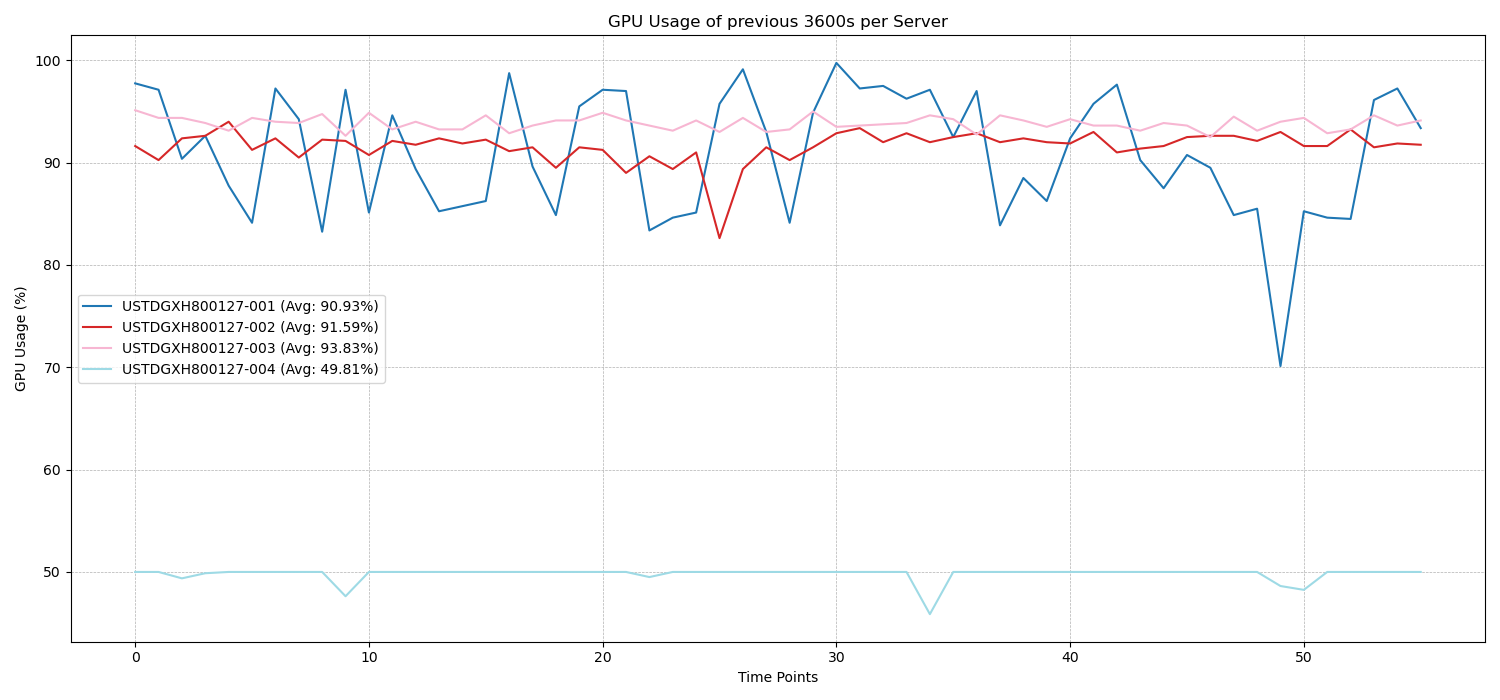 GPU Usage of previous 3600s per Server
GPU Usage (%)
100
90
80
70
60
50
USTDGXH800127-001 (Avg: 90.93%)
USTDGXH800127-002 (Avg: 91.59%)
USTDGXH800127-003 (Avg: 93.83%)
USTDGXH800127-004 (Avg: 49.81%)
0 10 20 30 40 50
Time Points